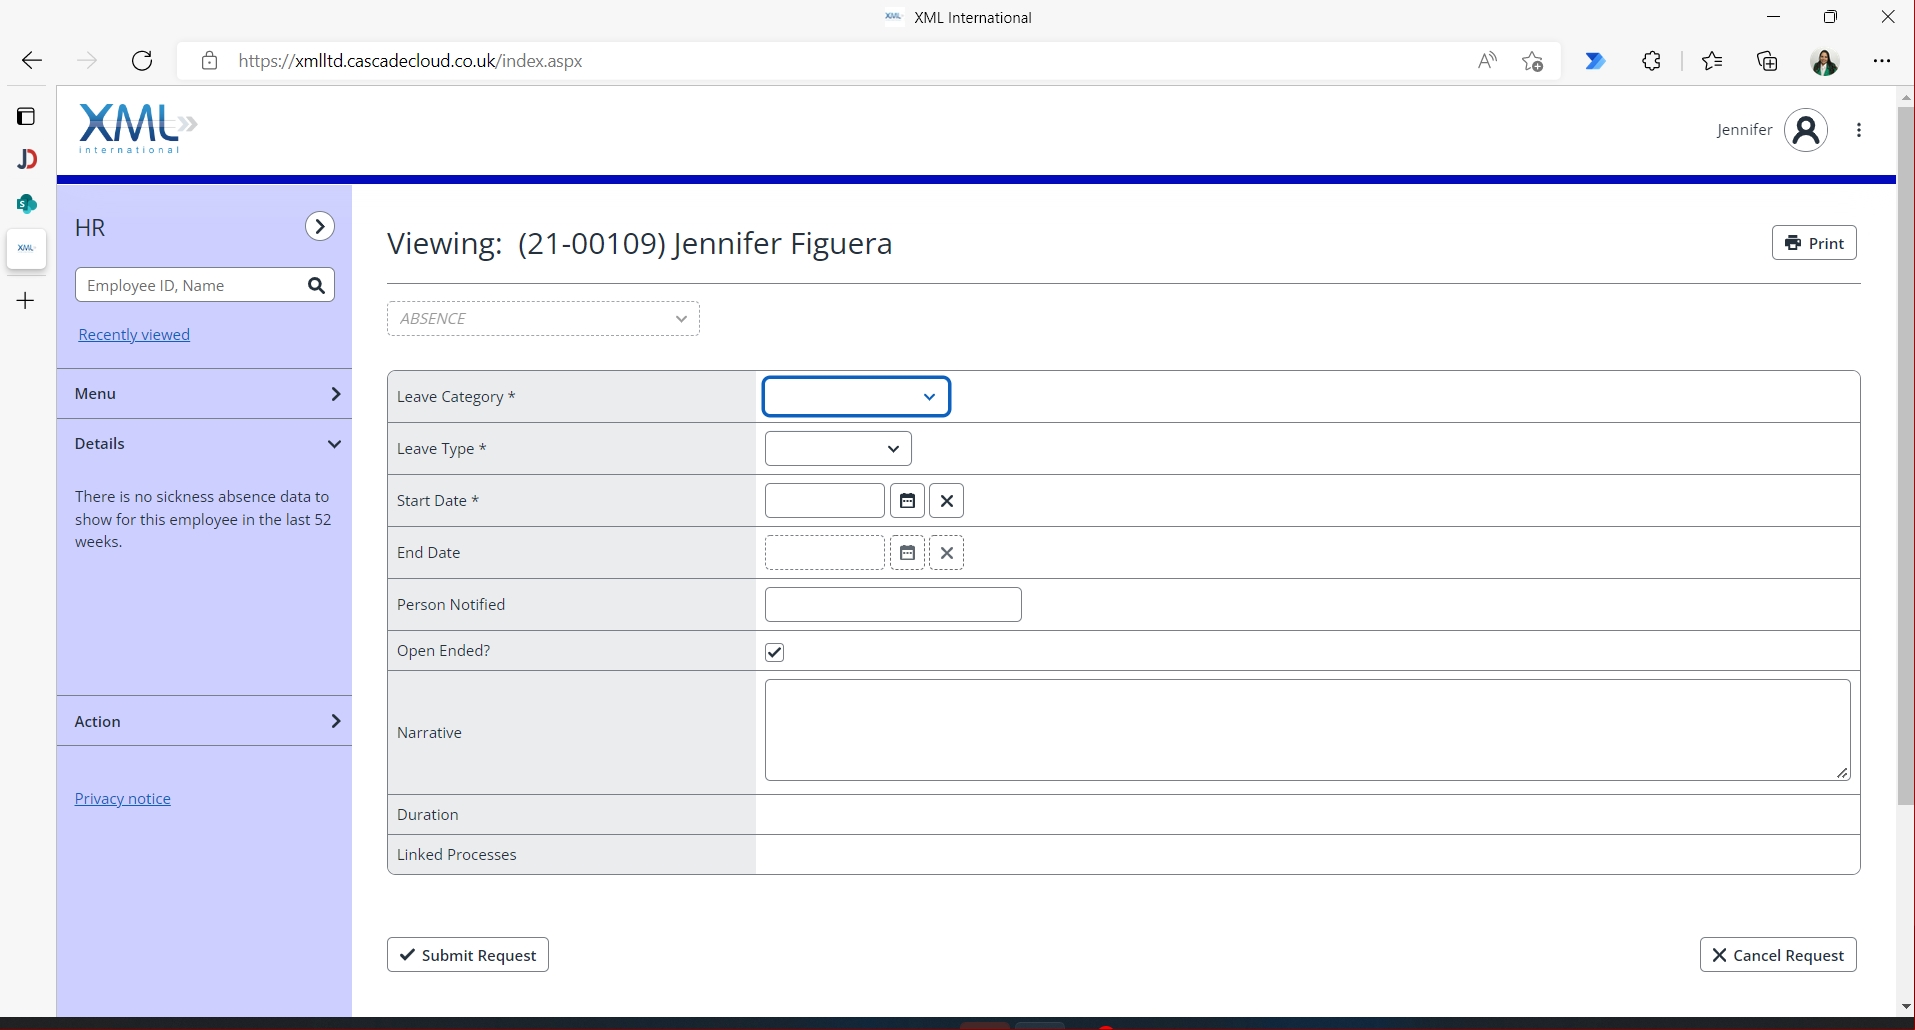 XML International
https://xmlltd.cascadecloud.co.uk/index.aspx
XML
international
Jennifer
HR
Employee ID, Name
Recently viewed
Menu
Details
There is no sickness absence data to
show for this employee in the last 52
weeks.
Action
Privacy notice
Viewing: (21-00109) Jennifer Figuera
Print
ABSENCE
Leave Category *
Leave Type *
Start Date *
End Date
Person Notified
Open Ended?
Narrative
Duration
Linked Processes
Submit Request
Cancel Request